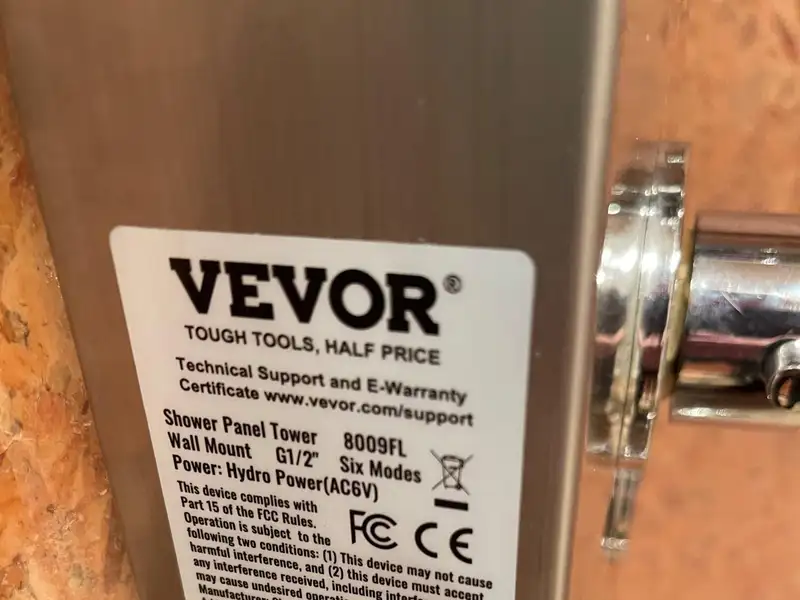 VEVOR®
TOUGH TOOLS, HALF PRICE
Technical Support and E-Warranty
Certificate www.vevor.com/support
Shower Panel Tower 8009FL
Wall Mount G1/2" Six Modes
Power: Hydro Power(AC6V)
This device complies with
Part 15 of the FCC Rules.
Operation is subject to the
following two conditions: (1) This device may not cause
harmful interference, and (2) this device must accept
any interference received, including
may cause undesired
Manufacturer:
FC CE